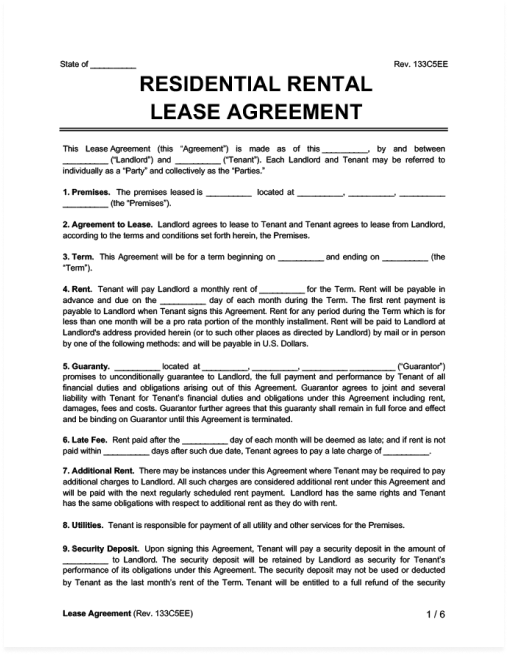 State of __________ Rev. 133C5EE
RESIDENTIAL RENTAL
LEASE AGREEMENT
This Lease Agreement (this “Agreement”) is made as of this __________, by and between
__________ (“Landlord”) and __________ (“Tenant”). Each Landlord and Tenant may be referred to
individually as a “Party” and collectively as the “Parties.”
1. Premises. The premises leased is __________ located at __________, __________, __________
__________ (the “Premises”).
2. Agreement to Lease. Landlord agrees to lease to Tenant and Tenant agrees to lease from Landlord,
according to the terms and conditions set forth herein, the Premises.
3. Term. This Agreement will be for a term beginning on __________ and ending on __________ (the
“Term”).
4. Rent. Tenant will pay Landlord a monthly rent of __________ for the Term. Rent will be payable in
advance and due on the __________ day of each month during the Term. The first rent payment is
payable to Landlord when Tenant signs this Agreement. Rent for any period during the Term which is for
less than one month will be a pro rata portion of the monthly installment. Rent will be paid to Landlord at
Landlord's address provided herein (or to such other places as directed by Landlord) by mail or in person
by one of the following methods: and will be payable in U.S. Dollars.
5. Guaranty. __________ located at __________, __________, __________ __________ (“Guarantor”)
promises to unconditionally guarantee to Landlord, the full payment and performance by Tenant of all
financial duties and obligations arising out of this Agreement. Guarantor agrees to joint and several
liability with Tenant for Tenant’s financial duties and obligations under this Agreement including rent,
damages, fees and costs. Guarantor further agrees that this guaranty shall remain in full force and effect
and be binding on Guarantor until this Agreement is terminated.
6. Late Fee. Rent paid after the __________ day of each month will be deemed as late; and if rent is not
paid within __________ days after such due date, Tenant agrees to pay a late charge of __________.
7. Additional Rent. There may be instances under this Agreement where Tenant may be required to pay
additional charges to Landlord. All such charges are considered additional rent under this Agreement and
will be paid with the next regularly scheduled rent payment. Landlord has the same rights and Tenant
has the same obligations with respect to additional rent as they do with rent.
8. Utilities. Tenant is responsible for payment of all utility and other services for the Premises.
9. Security Deposit. Upon signing this Agreement, Tenant will pay a security deposit in the amount of
__________ to Landlord. The security deposit will be retained by Landlord as security for Tenant’s
performance of its obligations under this Agreement. The security deposit may not be used or deducted
by Tenant as the last month’s rent of the Term. Tenant will be entitled to a full refund of the security
Lease Agreement (Rev. 133C5EE) 1 / 6